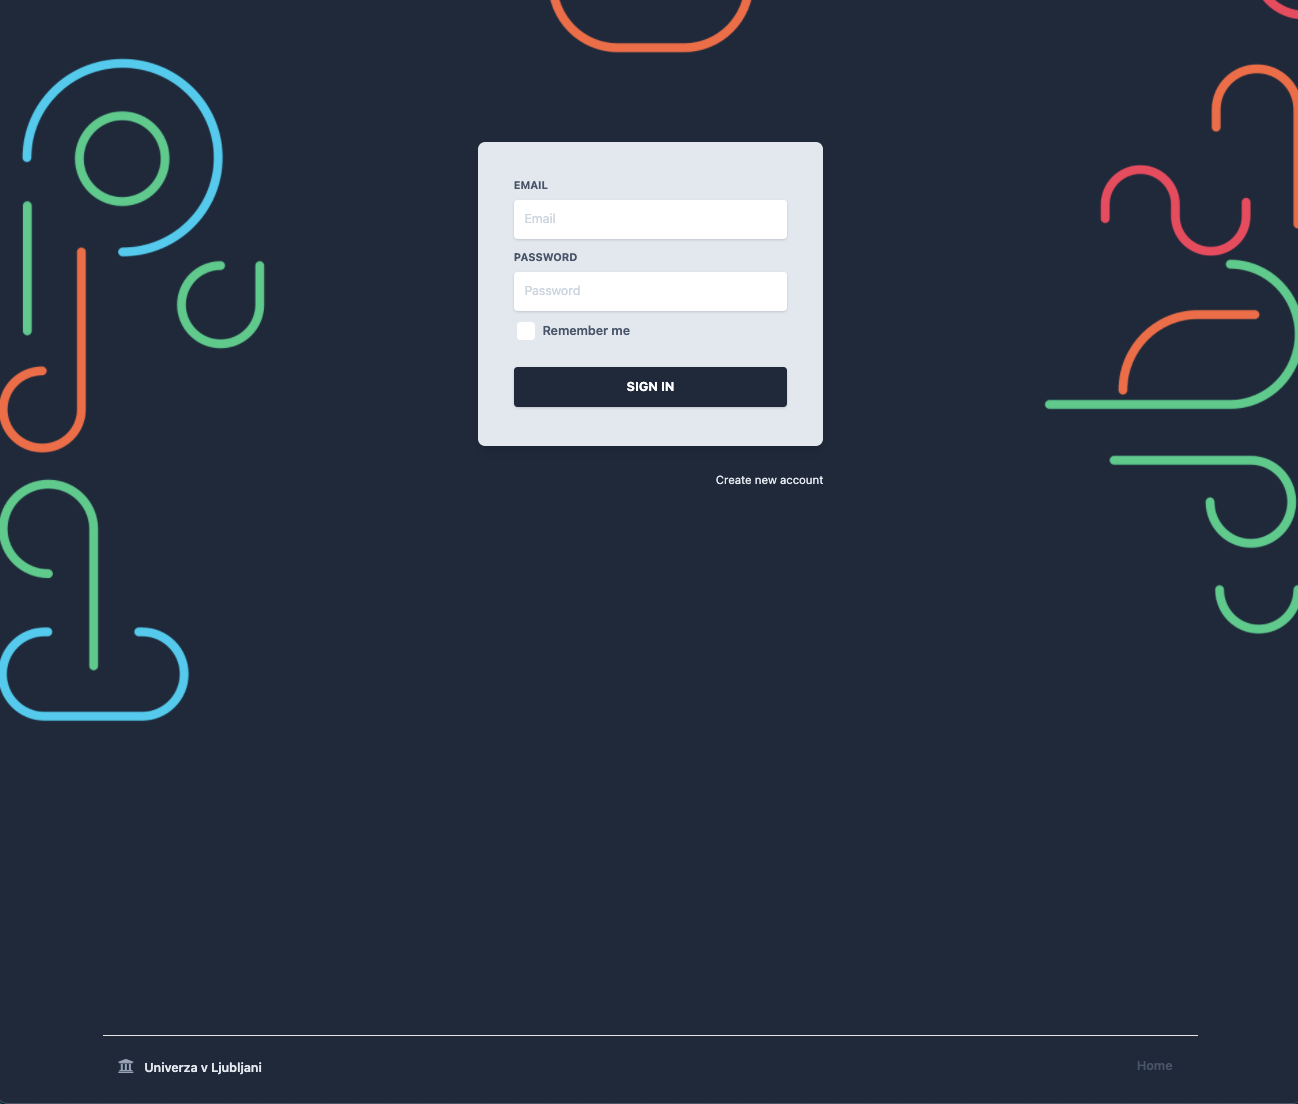 EMAIL
Email
PASSWORD
Password
Remember me
SIGN IN
Create new account
Univerza v Ljubljani
Home